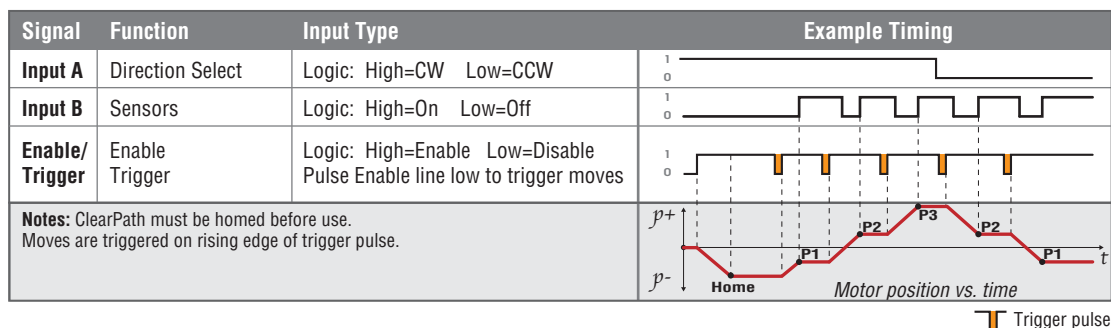 Signal Function Input Type Example Timing
Input A Direction Select Logic: High=CW Low=CCW 1
0
Input B Sensors Logic: High=On Low=Off 1
0
Enable/ Enable Logic: High=Enable Low=Disable 1
Trigger Trigger Pulse Enable line low to trigger moves 0
Notes: ClearPath must be homed before use.
Moves are triggered on rising edge of trigger pulse.
p+
P3
P2 P2
P1 P1 t
p- Home Motor position vs. time
Trigger pulse